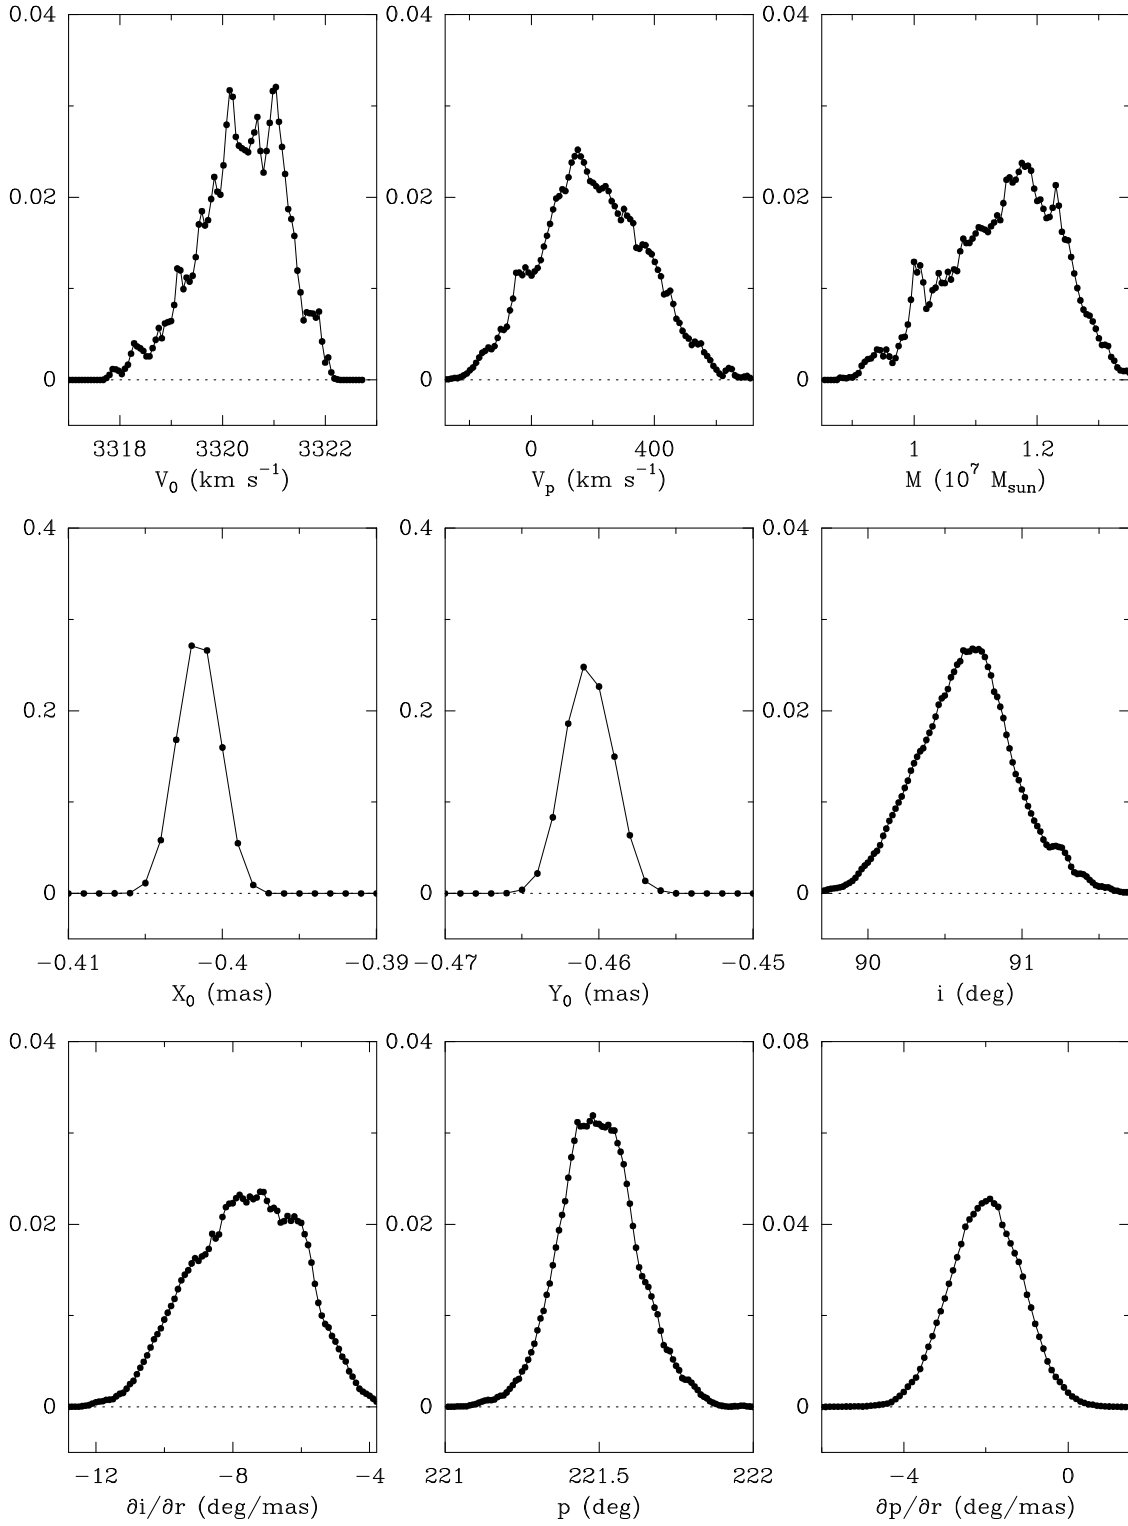 0.04 0.04 0.04
0.02 0.02 0.02
0 0 0
3318 3320 3322 0 400 1 1.2
V₀ (km s⁻¹) Vₚ (km s⁻¹) M (10⁷ M_sun)
0.4 0.4 0.04
0.2 0.2 0.02
0 0 0
−0.41 −0.4 −0.39 −0.47 −0.46 −0.45 90 91
X₀ (mas) Y₀ (mas) i (deg)
0.04 0.04 0.08
0.02 0.02 0.04
0 0 0
−12 −8 −4 221 221.5 222 −4 0
∂i/∂r (deg/mas) p (deg) ∂p/∂r (deg/mas)